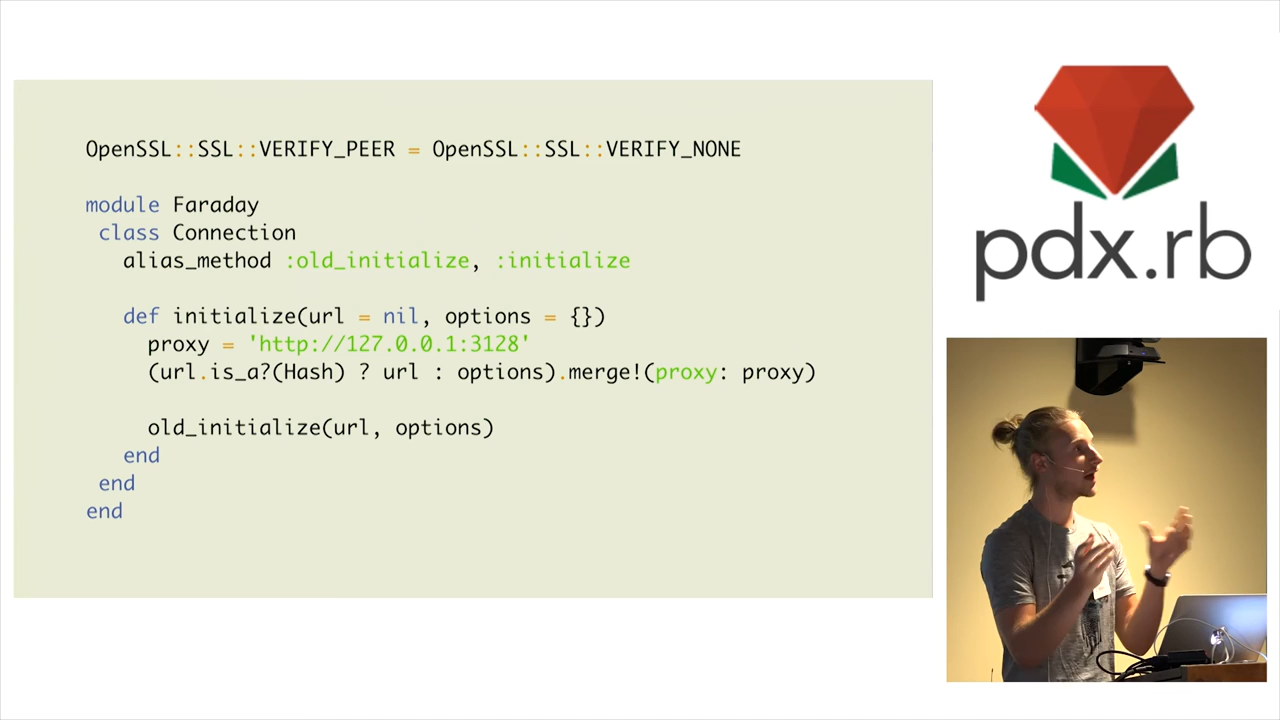 OpenSSL::SSL::VERIFY_PEER = OpenSSL::SSL::VERIFY_NONE
module Faraday
class Connection
alias_method :old_initialize, :initialize
def initialize(url = nil, options = {})
proxy = 'http://127.0.0.1:3128'
(url.is_a?(Hash) ? url : options).merge!(proxy: proxy)
old_initialize(url, options)
end
end
end
pdx.rb